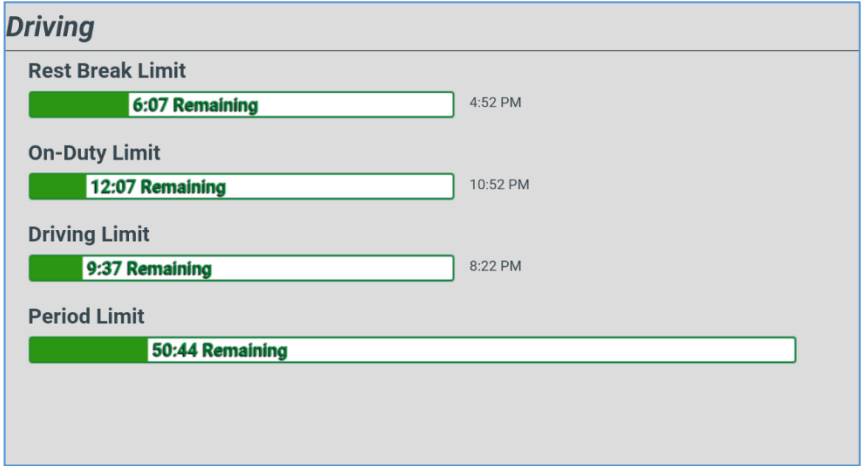 Driving
Rest Break Limit
6:07 Remaining 4:52 PM
On-Duty Limit
12:07 Remaining 10:52 PM
Driving Limit
9:37 Remaining 8:22 PM
Period Limit
50:44 Remaining